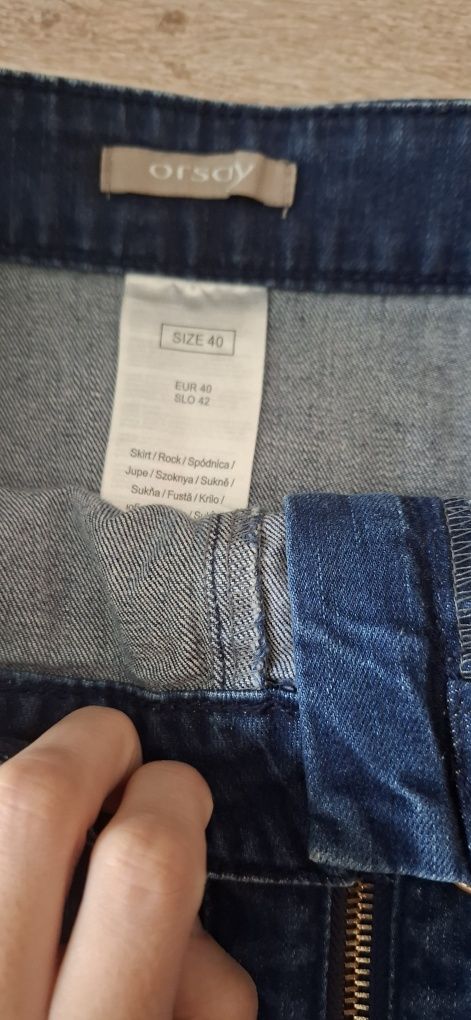 orsay
SIZE 40
EUR 40
SLO 42
Skirt / Rock / Spódnica /
Jupe / Szoknya / Sukně /
Sukňa / Fustă / Krilo /